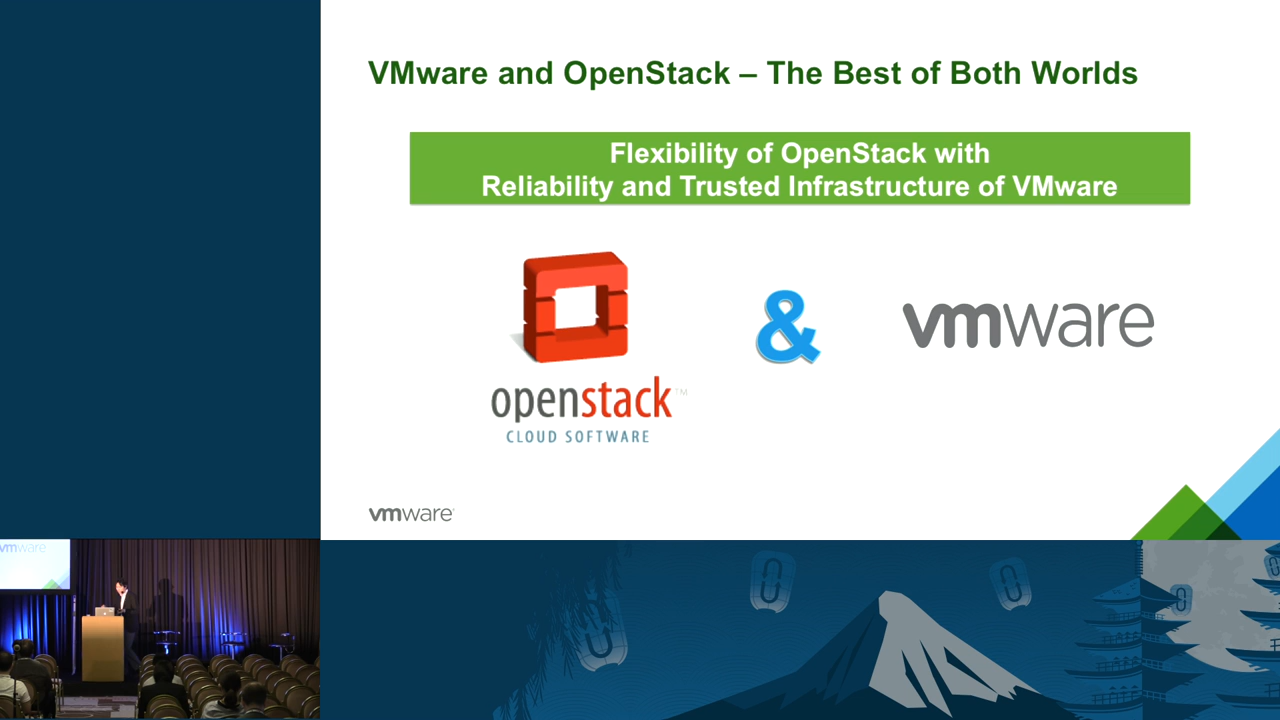 VMware and OpenStack – The Best of Both Worlds
Flexibility of OpenStack with
Reliability and Trusted Infrastructure of VMware
openstack™
CLOUD SOFTWARE
&
vmware
vmware
vmware